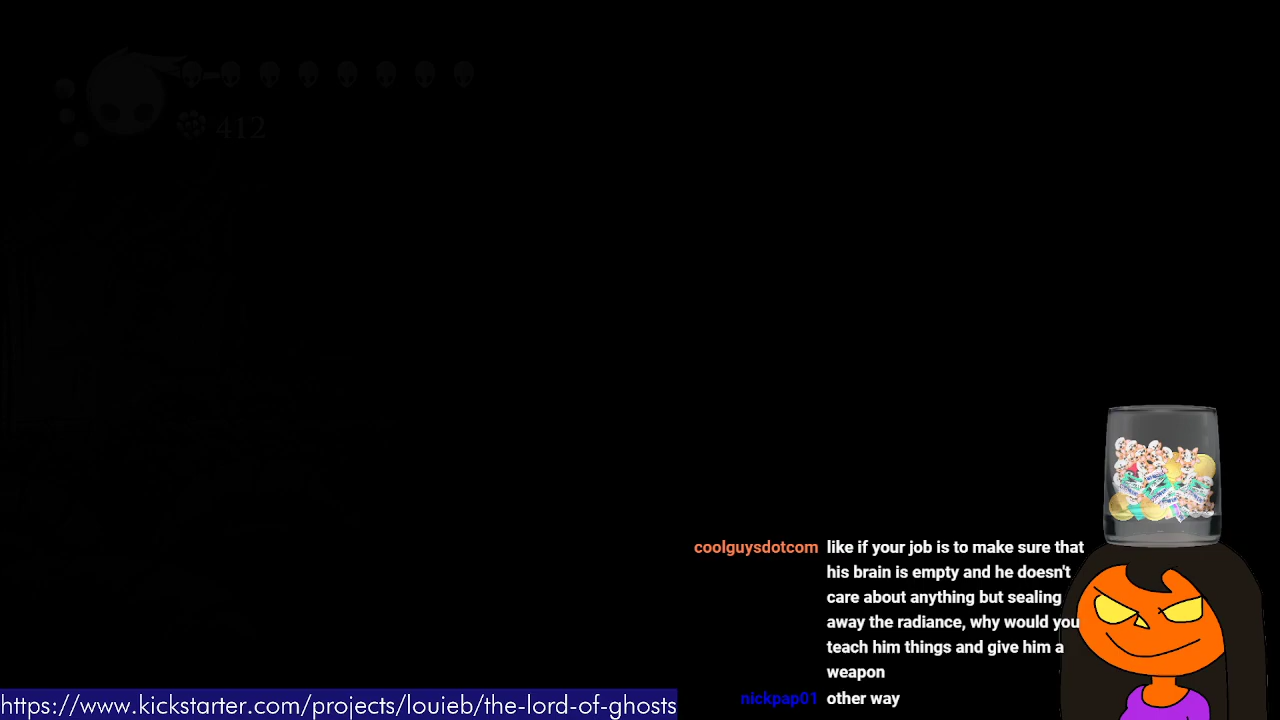 412
coolguysdotcom like if your job is to make sure that
his brain is empty and he doesn't
care about anything but sealing
away the radiance, why would you
teach him things and give him a
weapon
nickpap01 other way
https://www.kickstarter.com/projects/louieb/the-lord-of-ghosts